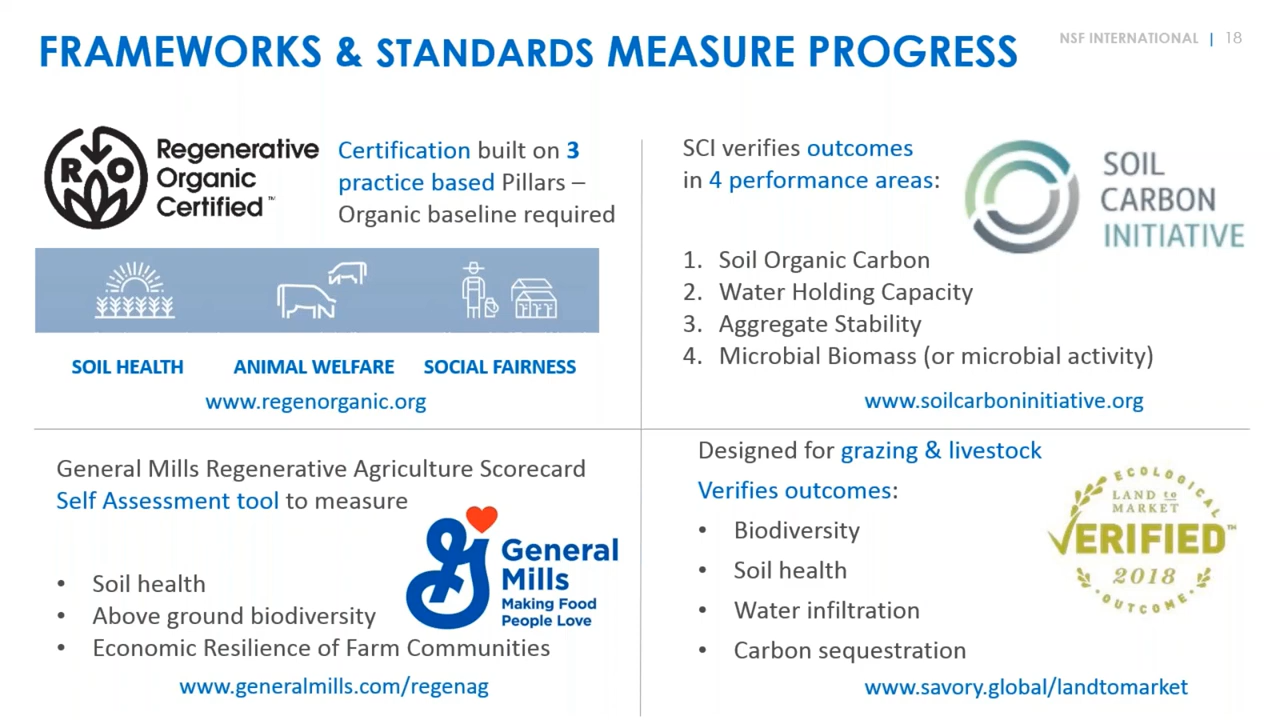 FRAMEWORKS & STANDARDS MEASURE PROGRESS
NSF INTERNATIONAL | 18
R O
Regenerative
Organic
Certified™
Certification built on 3
practice based Pillars –
Organic baseline required
SOIL HEALTH
ANIMAL WELFARE
SOCIAL FAIRNESS
www.regenorganic.org
SCI verifies outcomes
in 4 performance areas:
SOIL
CARBON
INITIATIVE
1. Soil Organic Carbon
2. Water Holding Capacity
3. Aggregate Stability
4. Microbial Biomass (or microbial activity)
www.soilcarboninitiative.org
General Mills Regenerative Agriculture Scorecard
Self Assessment tool to measure
General
Mills
Making Food
People Love
• Soil health
• Above ground biodiversity
• Economic Resilience of Farm Communities
www.generalmills.com/regenag
Designed for grazing & livestock
Verifies outcomes:
• Biodiversity
• Soil health
• Water infiltration
• Carbon sequestration
ECOLOGICAL
LAND to
MARKET
VERIFIED™
2018
OUTCOME
www.savory.global/landtomarket